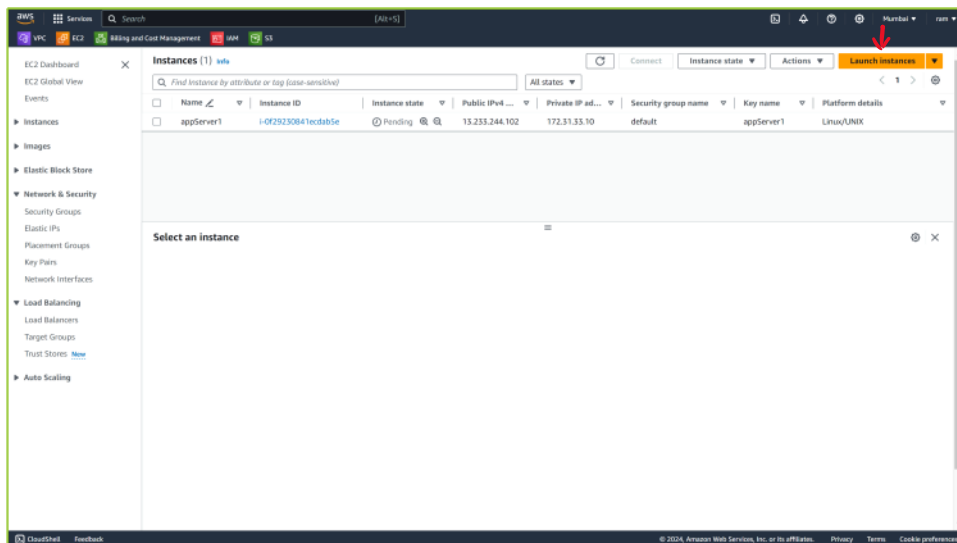 aws Services Search [Alt+S] Mumbai ram
VPC EC2 Billing and Cost Management IAM S3
EC2 Dashboard
EC2 Global View
Events
Instances
Images
Elastic Block Store
Network & Security
Security Groups
Elastic IPs
Placement Groups
Key Pairs
Network Interfaces
Load Balancing
Load Balancers
Target Groups
Trust Stores New
Auto Scaling
Instances (1) Info
Connect Instance state Actions Launch instances
Find Instance by attribute or tag (case-sensitive) All states 1
Name Instance ID Instance state Public IPv4 ... Private IP ad... Security group name Key name Platform details
appServer1 i-0f29230841ecdab5e Pending 13.233.244.102 172.31.33.10 default appServer1 Linux/UNIX
Select an instance
CloudShell Feedback © 2024, Amazon Web Services, Inc. or its affiliates. Privacy Terms Cookie preferences